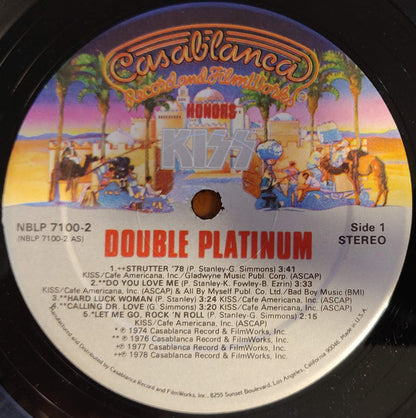 Casablanca
Record and FilmWorks
HONORS
KISS
NBLP 7100-2
(NBLP 7100-2 AS)
Side 1
STEREO
DOUBLE PLATINUM
1.++STRUTTER '78 (P. Stanley-G. Simmons) 3:41
KISS/Cafe Americana, Inc./Gladwyne Music Publ. Corp. (ASCAP)
2.**DO YOU LOVE ME (P. Stanley-K. Fowley-B. Ezrin) 3:33
KISS/Cafe Americana, Inc. (ASCAP) & All By Myself Publ. Co. Ltd./Bad Boy Music (BMI)
3.**HARD LUCK WOMAN (P. Stanley) 3:24 KISS/Cafe Americana, Inc. (ASCAP)
4.**CALLING DR. LOVE (G. Simmons) 3:20 KISS/Cafe Americana, Inc. (ASCAP)
5.*LET ME GO, ROCK 'N ROLL (P. Stanley-G. Simmons) 2:15
KISS/Cafe Americana, Inc. (ASCAP)
* ℗ 1974 Casablanca Record & FilmWorks, Inc.
** ℗ 1976 Casablanca Record & FilmWorks, Inc.
+ ℗ 1977 Casablanca Record & FilmWorks, Inc.
++ ℗ 1978 Casablanca Record & FilmWorks, Inc.
Manufactured and Distributed by Casablanca Record and FilmWorks, Inc. 8255 Sunset Boulevard, Los Angeles, California 90046. Made in U.S.A.